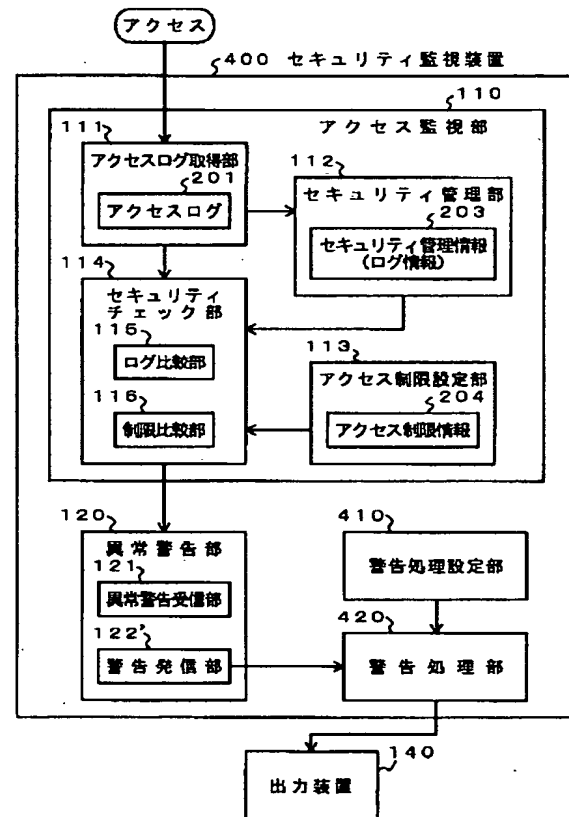 アクセス
400 セキュリティ監視装置
110
アクセス監視部
111
アクセスログ取得部
201
アクセスログ
112
セキュリティ管理部
203
セキュリティ管理情報
(ログ情報)
114
セキュリティ
チェック部
115
ログ比較部
116
制限比較部
113
アクセス制限設定部
204
アクセス制限情報
120
異常警告部
121
異常警告受信部
122'
警告発信部
410
警告処理設定部
420
警告処理部
140
出力装置